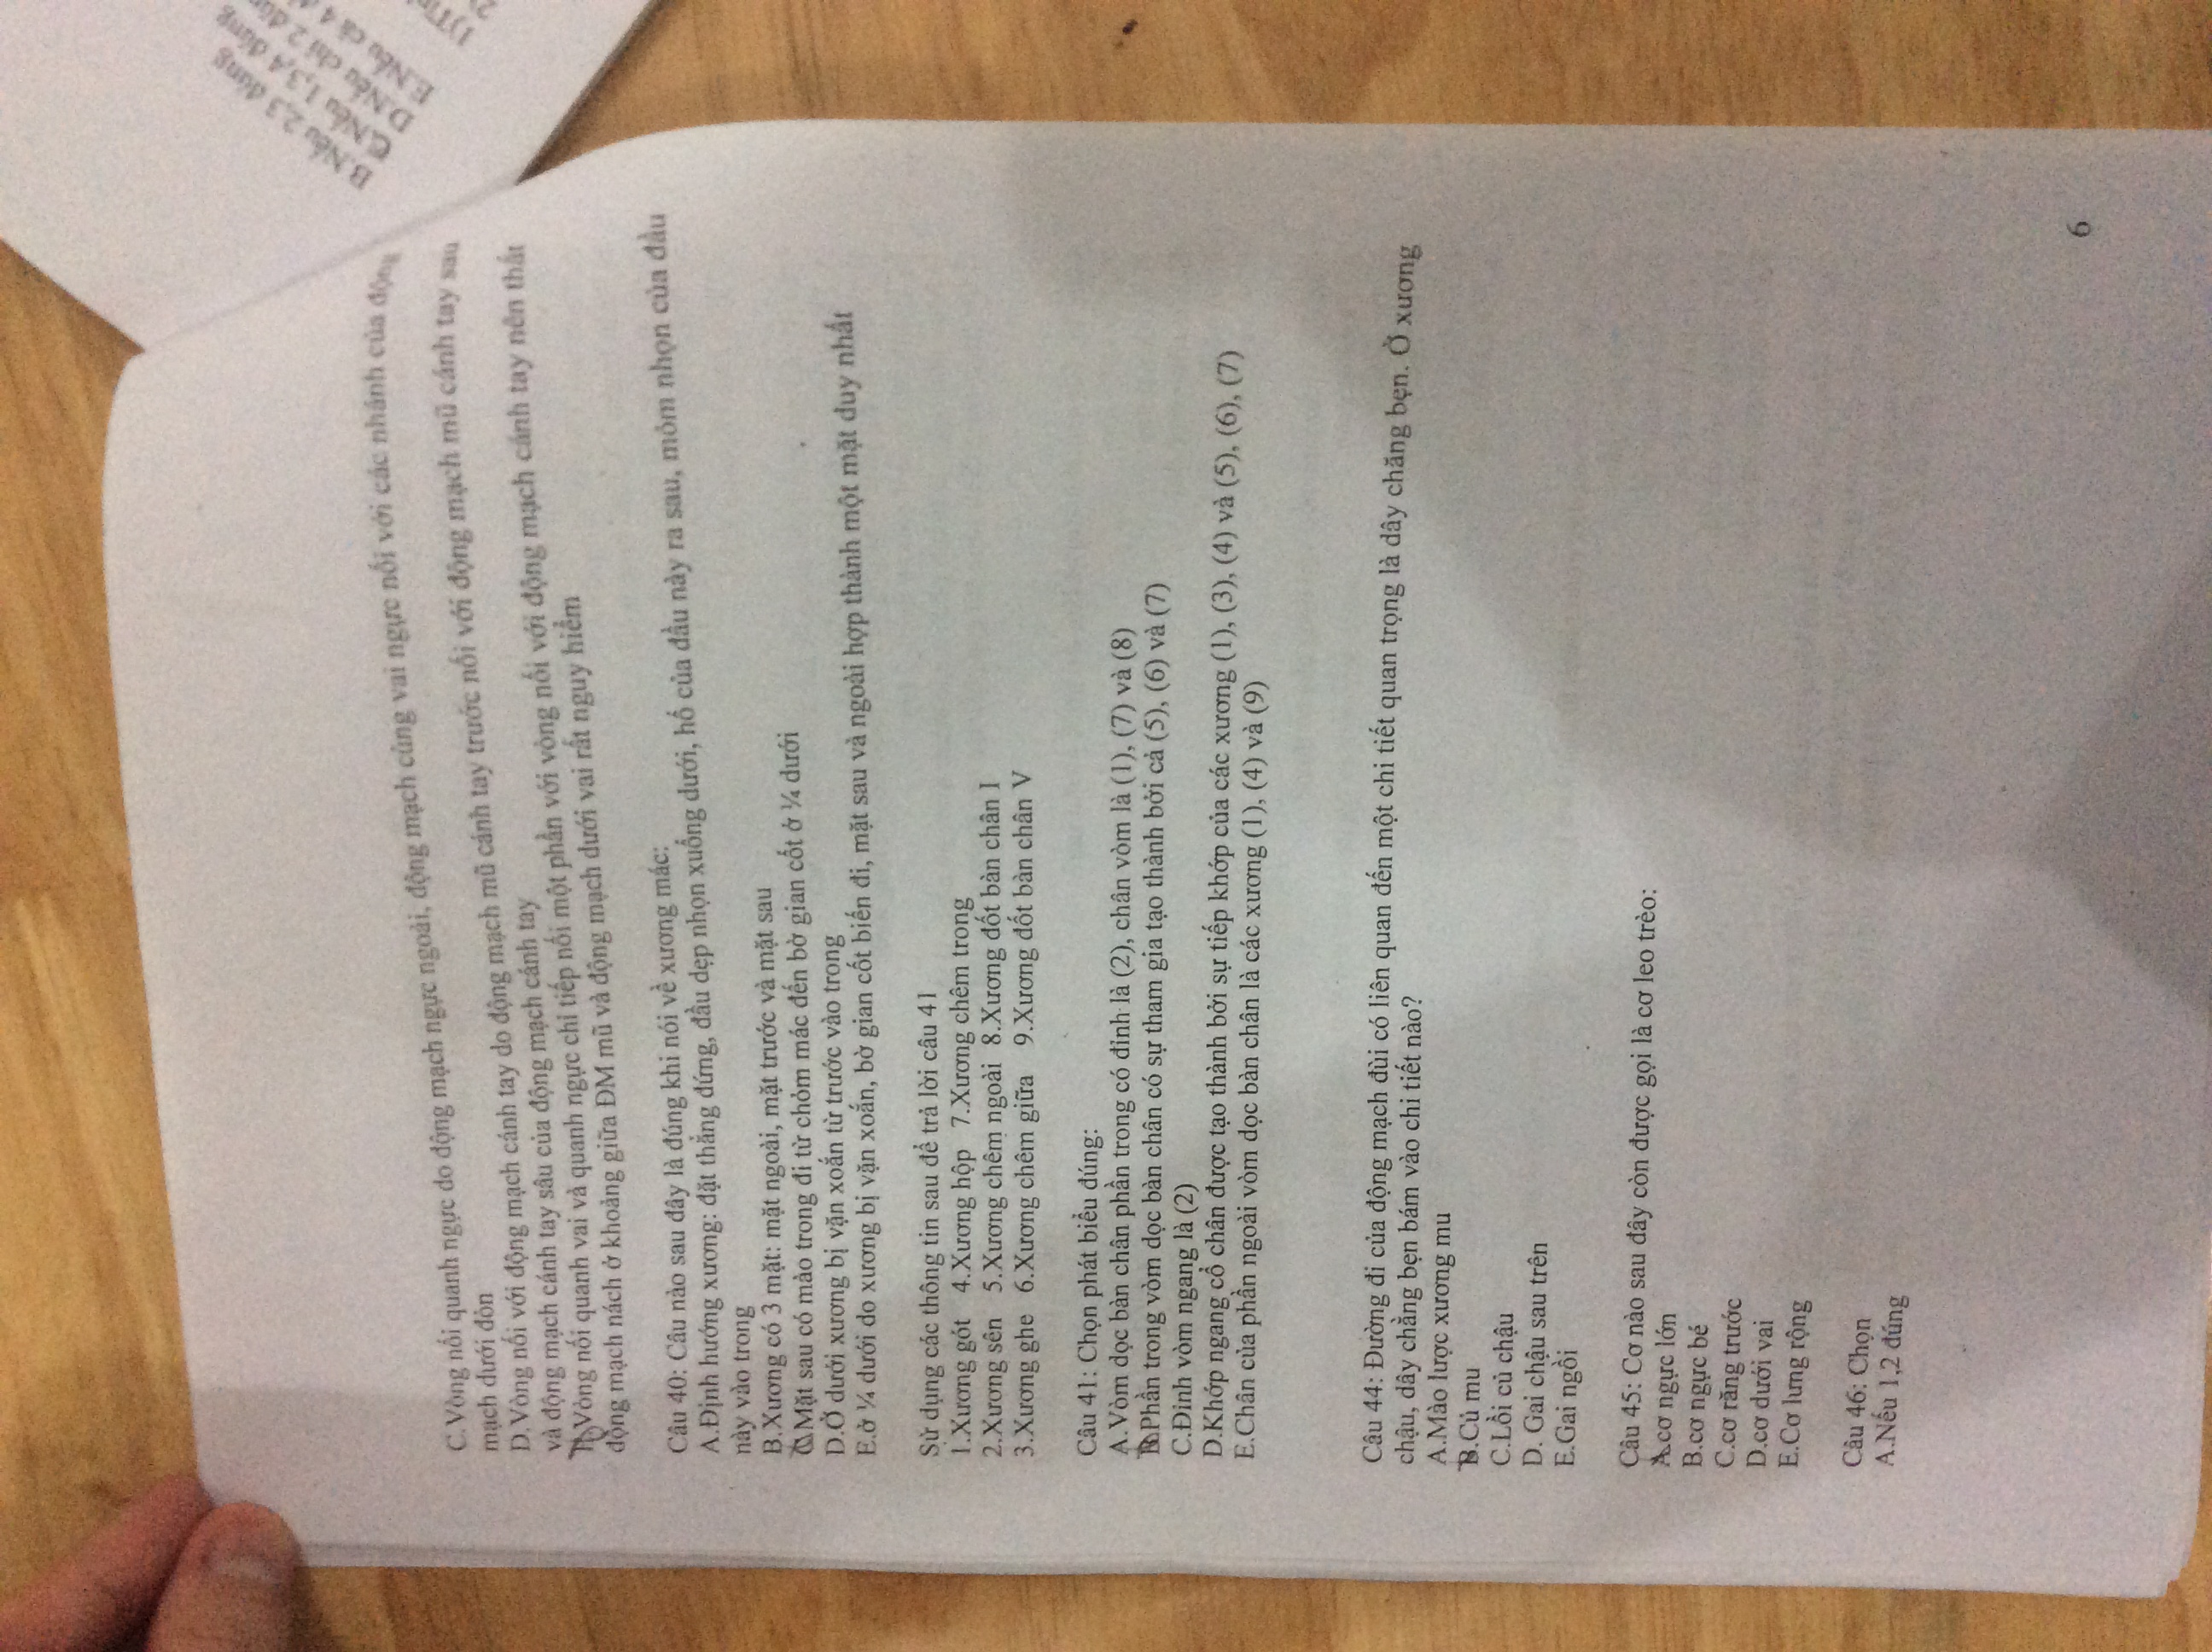 C.Vòng nối quanh ngực do động mạch ngực ngoài, động mạch cùng vai ngực nối với các nhánh của động
mạch dưới đòn
D.Vòng nối với động mạch cánh tay do động mạch mũ cánh tay trước nối với động mạch mũ cánh tay sau
và động mạch cánh tay sâu của động mạch cánh tay
Vòng nối quanh vai và quanh ngực chỉ tiếp nối một phần với vòng nối với động mạch cánh tay nên thắt
động mạch nách ở khoảng giữa ĐM mũ và động mạch dưới vai rất nguy hiểm
Câu 40: Câu nào sau đây là đúng khi nói về xương mác:
A.Định hướng xương: đặt thẳng đứng, đầu dẹp nhọn xuống dưới, hố của đầu này ra sau, mỏm nhọn của đầu
này vào trong
B.Xương có 3 mặt: mặt ngoài, mặt trước và mặt sau
C.Mặt sau có mào trong đi từ chỏm mác đến bờ gian cốt ở ¼ dưới
D.Ở dưới xương bị vặn xoắn từ trước vào trong
E.ở ¼ dưới do xương bị vặn xoắn, bờ gian cốt biến đi, mặt sau và ngoài hợp thành một mặt duy nhất
Sử dụng các thông tin sau để trả lời câu 41
1.Xương gót 4.Xương hộp 7.Xương chêm trong
2.Xương sên 5.Xương chêm ngoài 8.Xương đốt bàn chân I
3.Xương ghe 6.Xương chêm giữa 9.Xương đốt bàn chân V
Câu 41: Chọn phát biểu đúng:
A.Vòm dọc bàn chân phần trong có đỉnh là (2), chân vòm là (1), (7) và (8)
B.Phần trong vòm dọc bàn chân có sự tham gia tạo thành bởi cả (5), (6) và (7)
C.Đỉnh vòm ngang là (2)
D.Khớp ngang cổ chân được tạo thành bởi sự tiếp khớp của các xương (1), (3), (4) và (5), (6), (7)
E.Chân của phần ngoài vòm dọc bàn chân là các xương (1), (4) và (9)
Câu 44: Đường đi của động mạch đùi có liên quan đến một chi tiết quan trọng là dây chằng bẹn. Ở xương
chậu, dây chằng bẹn bám vào chi tiết nào?
A.Mào lược xương mu
B.Củ mu
C.Lồi củ chậu
D. Gai chậu sau trên
E.Gai ngồi
Câu 45: Cơ nào sau đây còn được gọi là cơ leo trèo:
A.cơ ngực lớn
B.cơ ngực bé
C.cơ răng trước
D.cơ dưới vai
E.Cơ lưng rộng
Câu 46: Chọn
A.Nếu 1,2 đúng
6
B.Nếu 2,3 đúng
C.Nếu 1,3,4 đúng
D.Nếu chỉ 2
E.Nếu cả 4